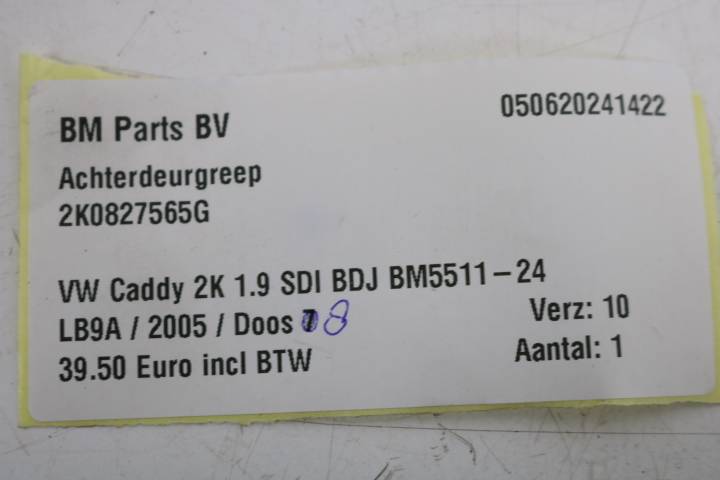 BM Parts BV 050620241422
Achterdeurgreep
2K0827565G
VW Caddy 2K 1.9 SDI BDJ BM5511-24
LB9A / 2005 / Doos 7 8 Verz: 10
39.50 Euro incl BTW Aantal: 1